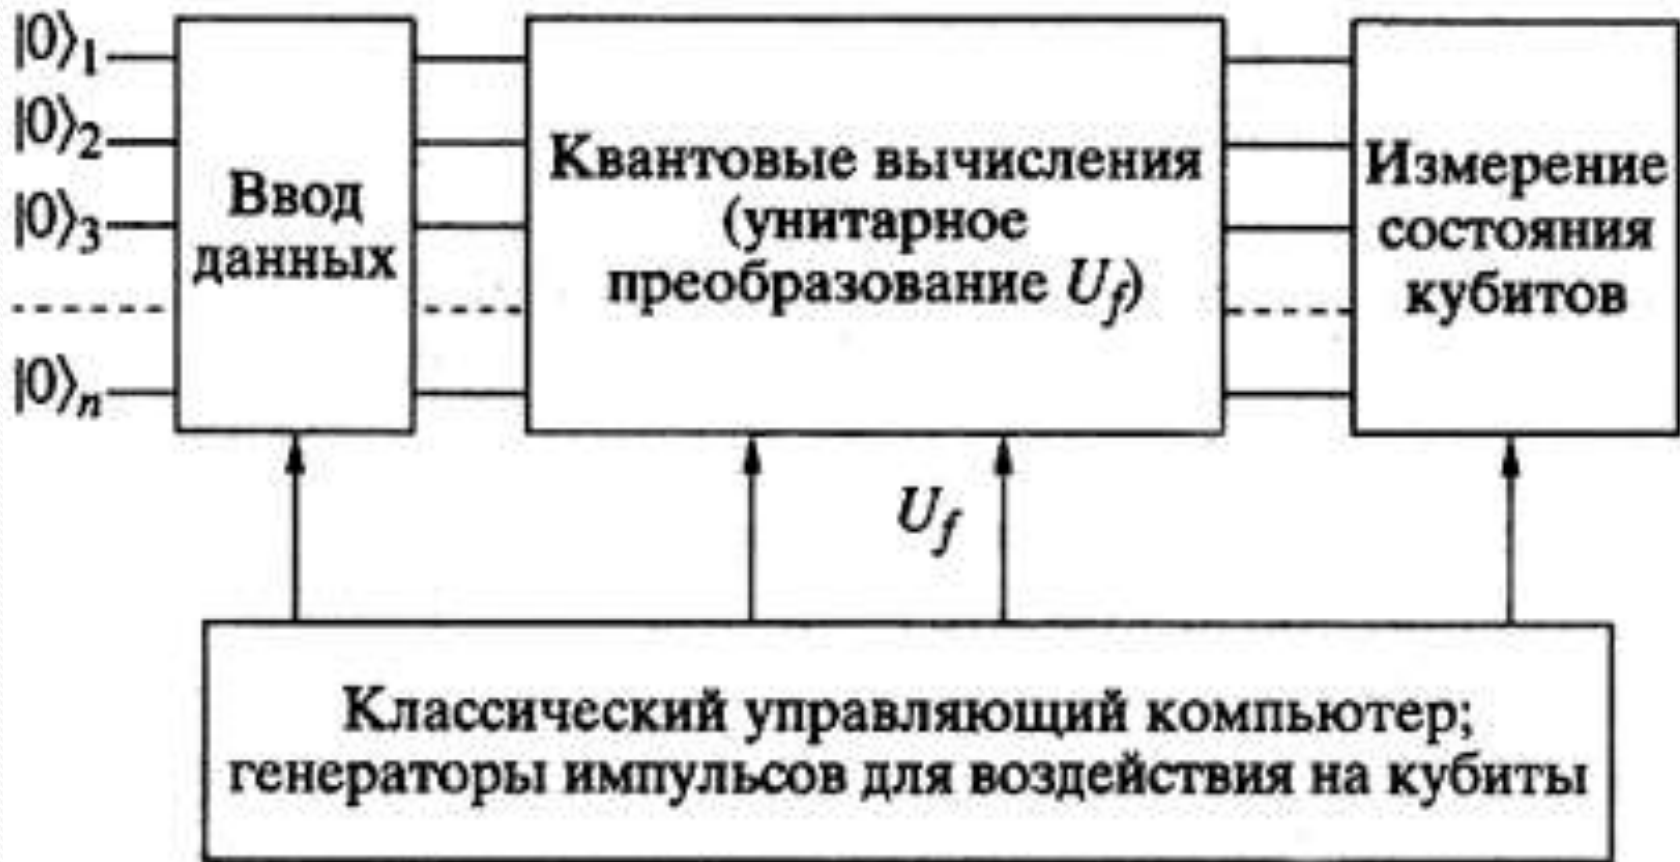 |0⟩1
|0⟩2
|0⟩3
|0⟩n
Ввод
данных
Квантовые вычисления
(унитарное
преобразование Uf)
Измерение
состояния
кубитов
Uf
Классический управляющий компьютер;
генераторы импульсов для воздействия на кубиты